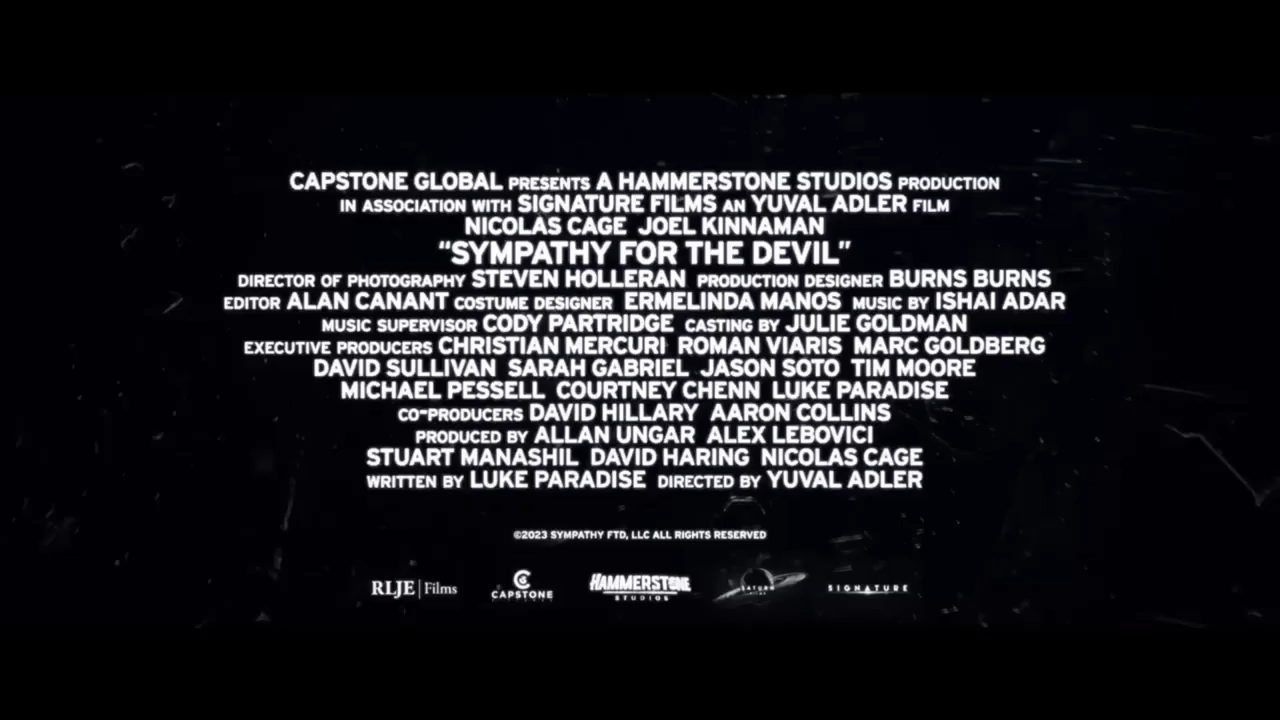 CAPSTONE GLOBAL PRESENTS A HAMMERSTONE STUDIOS PRODUCTION
IN ASSOCIATION WITH SIGNATURE FILMS AN YUVAL ADLER FILM
NICOLAS CAGE JOEL KINNAMAN
“SYMPATHY FOR THE DEVIL”
DIRECTOR OF PHOTOGRAPHY STEVEN HOLLERAN PRODUCTION DESIGNER BURNS BURNS
EDITOR ALAN CANANT COSTUME DESIGNER ERMELINDA MANOS MUSIC BY ISHAI ADAR
MUSIC SUPERVISOR CODY PARTRIDGE CASTING BY JULIE GOLDMAN
EXECUTIVE PRODUCERS CHRISTIAN MERCURI ROMAN VIARIS MARC GOLDBERG
DAVID SULLIVAN SARAH GABRIEL JASON SOTO TIM MOORE
MICHAEL PESSELL COURTNEY CHENN LUKE PARADISE
CO-PRODUCERS DAVID HILLARY AARON COLLINS
PRODUCED BY ALLAN UNGAR ALEX LEBOVICI
STUART MANASHIL DAVID HARING NICOLAS CAGE
WRITTEN BY LUKE PARADISE DIRECTED BY YUVAL ADLER
©2023 SYMPATHY FTD, LLC ALL RIGHTS RESERVED
RLJE Films
CAPSTONE
HAMMERSTONE
STUDIOS
SATURN
FILMS
SIGNATURE